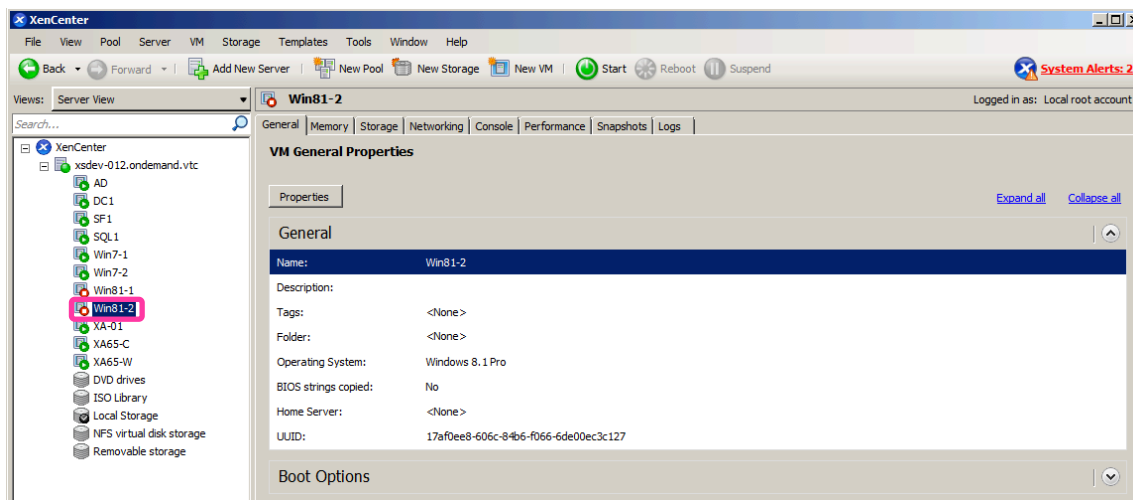 XenCenter
File View Pool Server VM Storage Templates Tools Window Help
Back Forward Add New Server New Pool New Storage New VM Start Reboot Suspend System Alerts: 2
Views: Server View Win81-2 Logged in as: Local root account
Search... General Memory Storage Networking Console Performance Snapshots Logs
XenCenter
xsdev-012.ondemand.vtc
AD
DC1
SF1
SQL1
Win7-1
Win7-2
Win81-1
Win81-2
XA-01
XA65-C
XA65-W
DVD drives
ISO Library
Local Storage
NFS virtual disk storage
Removable storage
VM General Properties
Properties Expand all Collapse all
General
Name: Win81-2
Description:
Tags: <None>
Folder: <None>
Operating System: Windows 8.1 Pro
BIOS strings copied: No
Home Server: <None>
UUID: 17af0ee8-606c-84b6-f066-6de00ec3c127
Boot Options